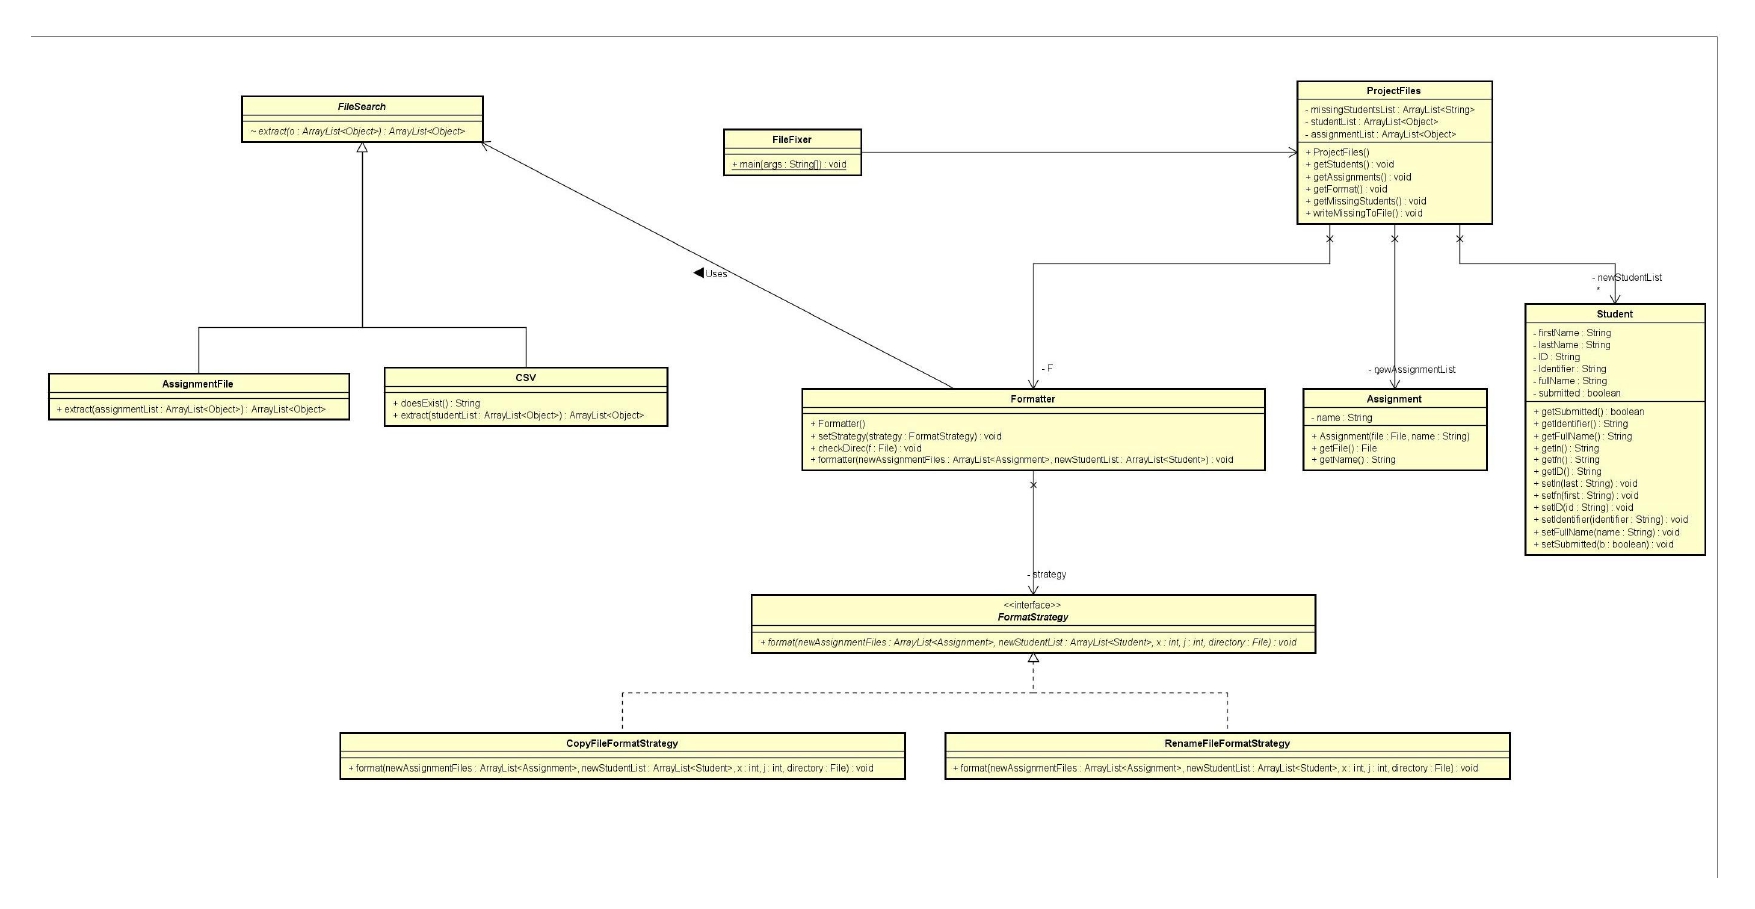 FileSearch
~ extract(o : ArrayList<Object>) : ArrayList<Object>
FileFixer
+ main(args : String[]) : void
ProjectFiles
- missingStudentsList : ArrayList<String>
- studentList : ArrayList<Object>
- assignmentList : ArrayList<Object>
+ ProjectFiles()
+ getStudents() : void
+ getAssignments() : void
+ getFormat() : void
+ getMissingStudents() : void
+ writeMissingToFile() : void
Uses
- newStudentList
*
- F
- newAssignmentList
AssignmentFile
+ extract(assignmentList : ArrayList<Object>) : ArrayList<Object>
CSV
+ doesExist() : String
+ extract(studentList : ArrayList<Object>) : ArrayList<Object>
Formatter
+ Formatter()
+ setStrategy(strategy : FormatStrategy) : void
+ checkDirec(f : File) : void
+ formatter(newAssignmentFiles : ArrayList<Assignment>, newStudentList : ArrayList<Student>) : void
Assignment
- name : String
+ Assignment(file : File, name : String)
+ getFile() : File
+ getName() : String
Student
- firstName : String
- lastName : String
- ID : String
- Identifier : String
- fullName : String
- submitted : boolean
+ getSubmitted() : boolean
+ getIdentifier() : String
+ getFullName() : String
+ getln() : String
+ getfn() : String
+ getID() : String
+ setln(last : String) : void
+ setfn(first : String) : void
+ setID(id : String) : void
+ setIdentifier(identifier : String) : void
+ setFullName(name : String) : void
+ setSubmitted(b : boolean) : void
- strategy
<<interface>>
FormatStrategy
+ format(newAssignmentFiles : ArrayList<Assignment>, newStudentList : ArrayList<Student>, x : int, j : int, directory : File) : void
CopyFileFormatStrategy
+ format(newAssignmentFiles : ArrayList<Assignment>, newStudentList : ArrayList<Student>, x : int, j : int, directory : File) : void
RenameFileFormatStrategy
+ format(newAssignmentFiles : ArrayList<Assignment>, newStudentList : ArrayList<Student>, x : int, j : int, directory : File) : void